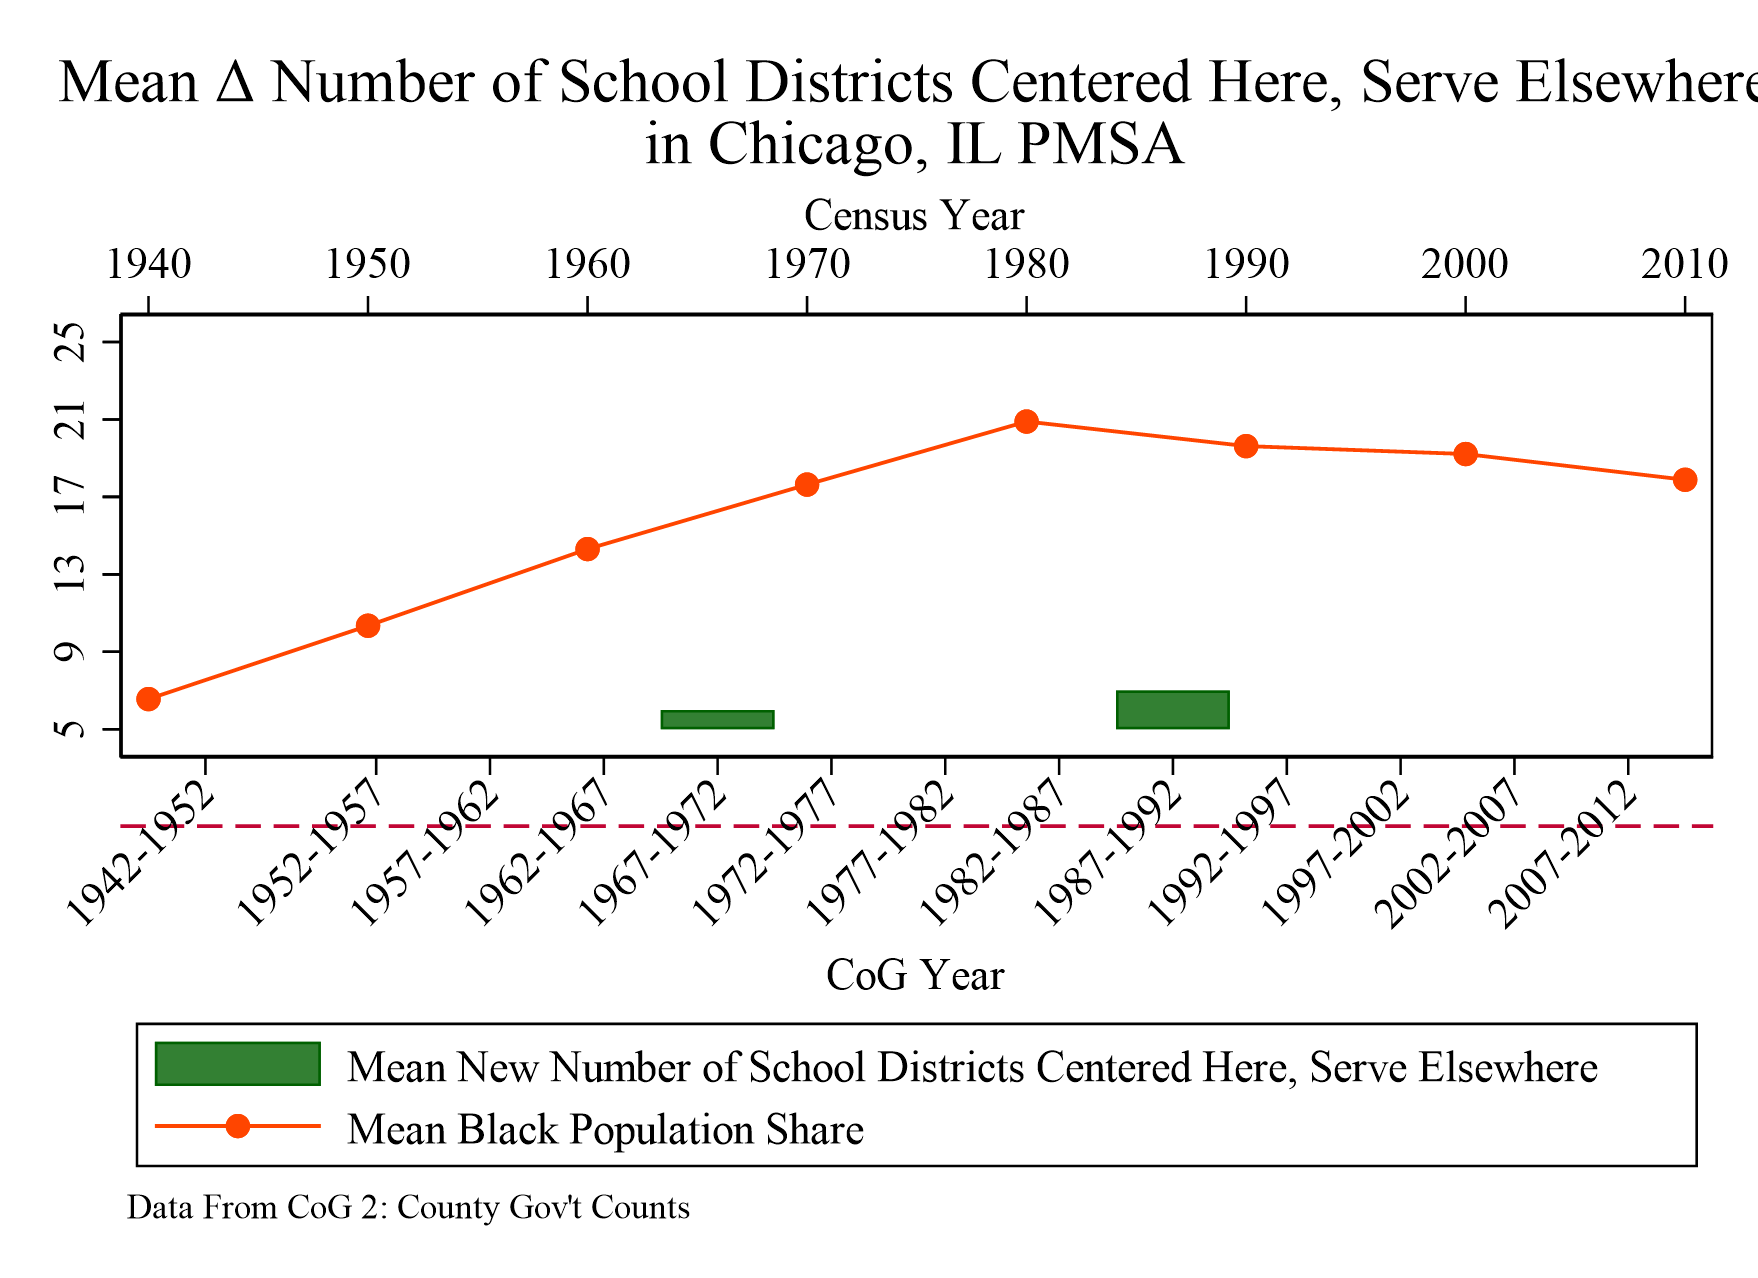 Mean Δ Number of School Districts Centered Here, Serve Elsewhere
in Chicago, IL PMSA
Census Year
1940 1950 1960 1970 1980 1990 2000 2010
25
21
17
13
9
5
1942-1952 1952-1957 1957-1962 1962-1967 1967-1972 1972-1977 1977-1982 1982-1987 1987-1992 1992-1997 1997-2002 2002-2007 2007-2012
CoG Year
Mean New Number of School Districts Centered Here, Serve Elsewhere
Mean Black Population Share
Data From CoG 2: County Gov't Counts